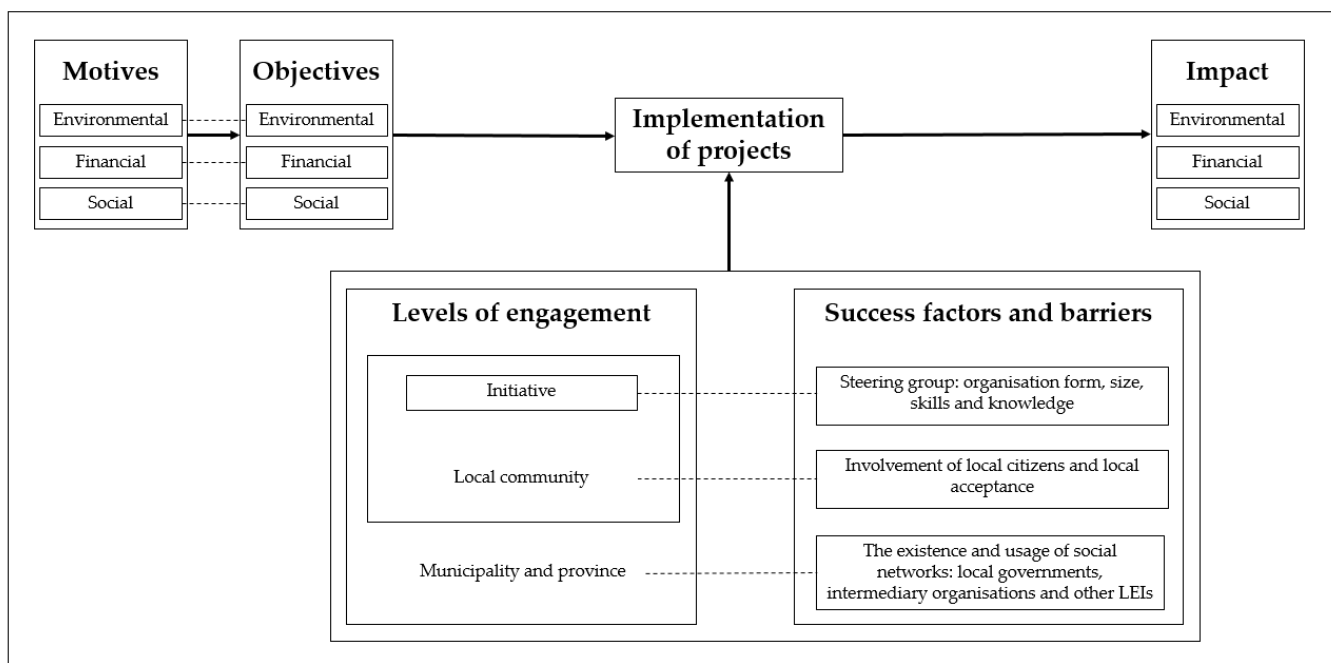 Motives
Environmental
Financial
Social
Objectives
Environmental
Financial
Social
Implementation
of projects
Impact
Environmental
Financial
Social
Levels of engagement
Initiative
Local community
Municipality and province
Success factors and barriers
Steering group: organisation form, size,
skills and knowledge
Involvement of local citizens and local
acceptance
The existence and usage of social
networks: local governments,
intermediary organisations and other LEIs